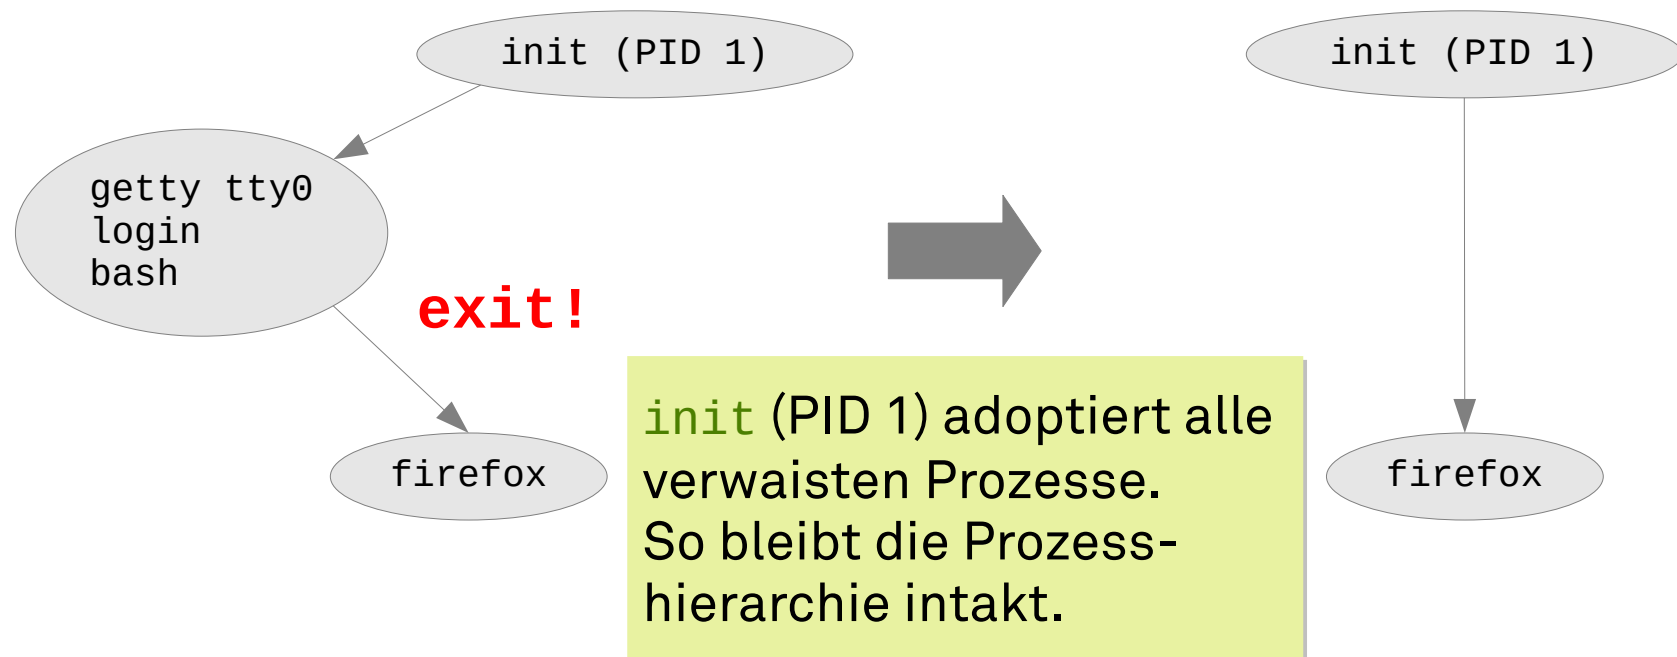 init (PID 1)
init (PID 1)
getty tty0
login
bash
exit!
firefox
init (PID 1) adoptiert alle
verwaisten Prozesse.
So bleibt die Prozess-
hierarchie intakt.
firefox